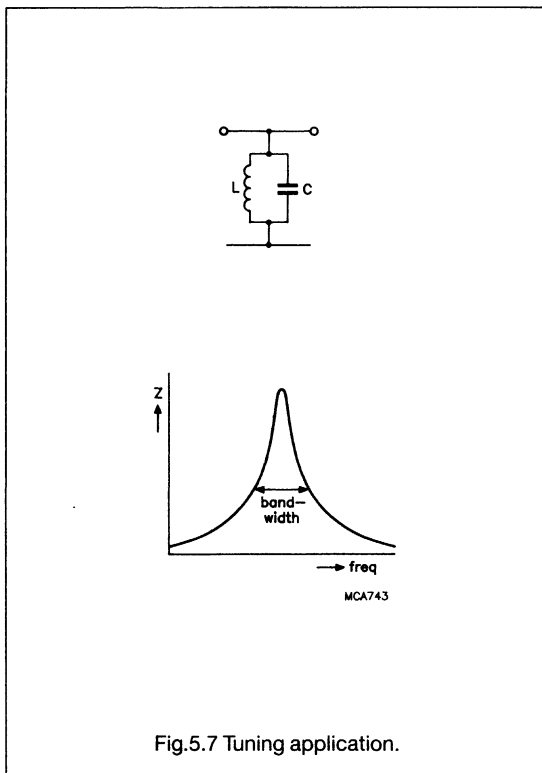 L
C
Z
band-
width
freq
MCA743
Fig.5.7 Tuning application.